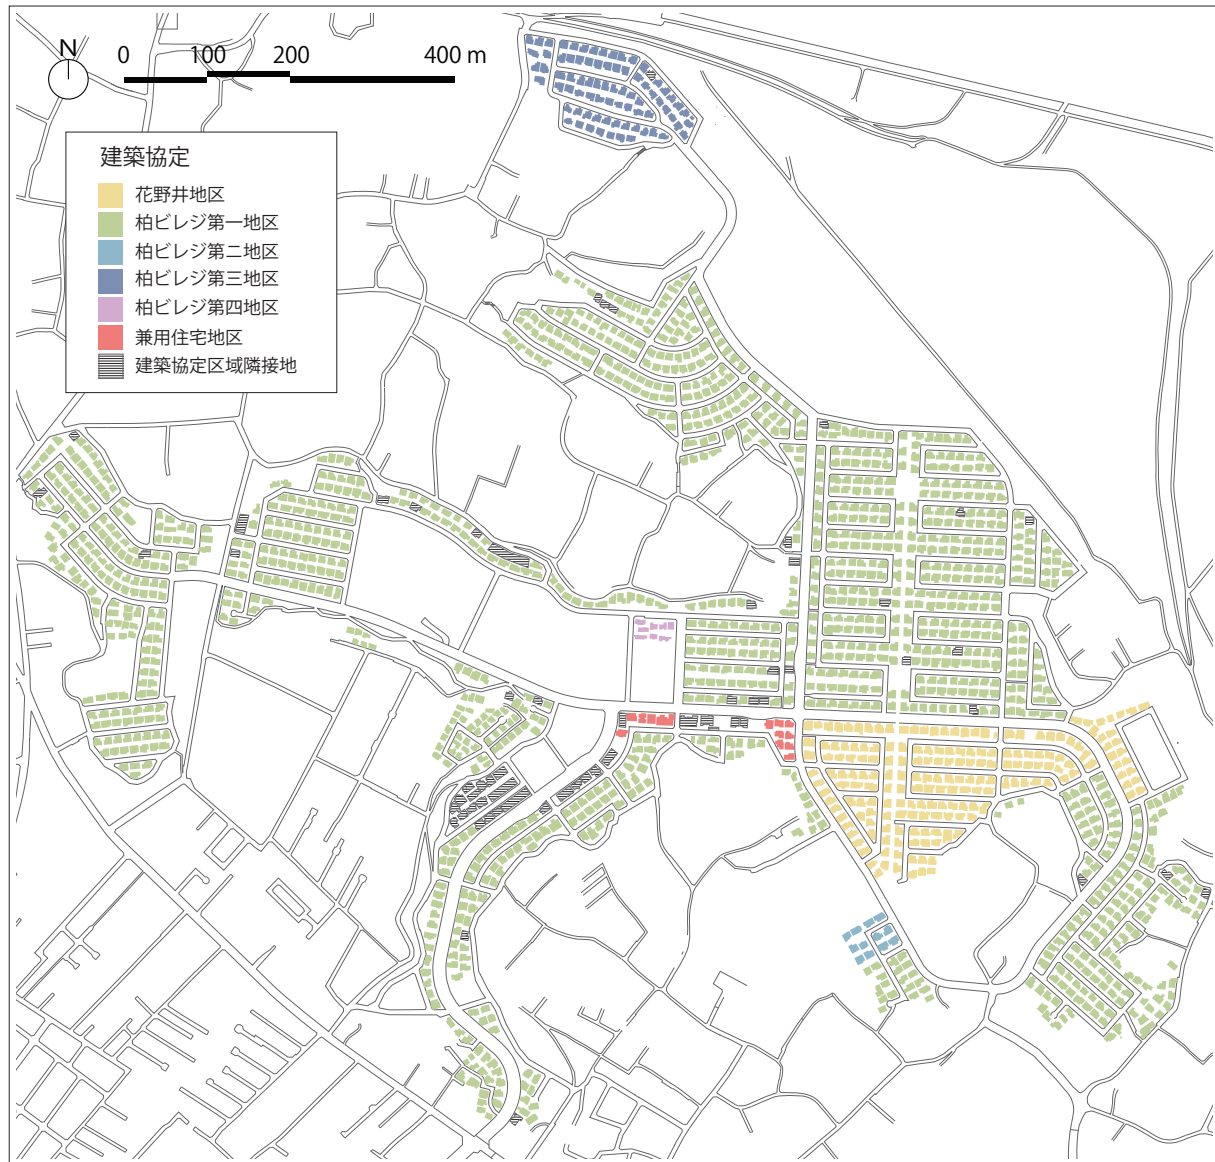 N
0 100 200 400 m
建築協定
花野井地区
柏ビレジ第一地区
柏ビレジ第二地区
柏ビレジ第三地区
柏ビレジ第四地区
兼用住宅地区
建築協定区域隣接地